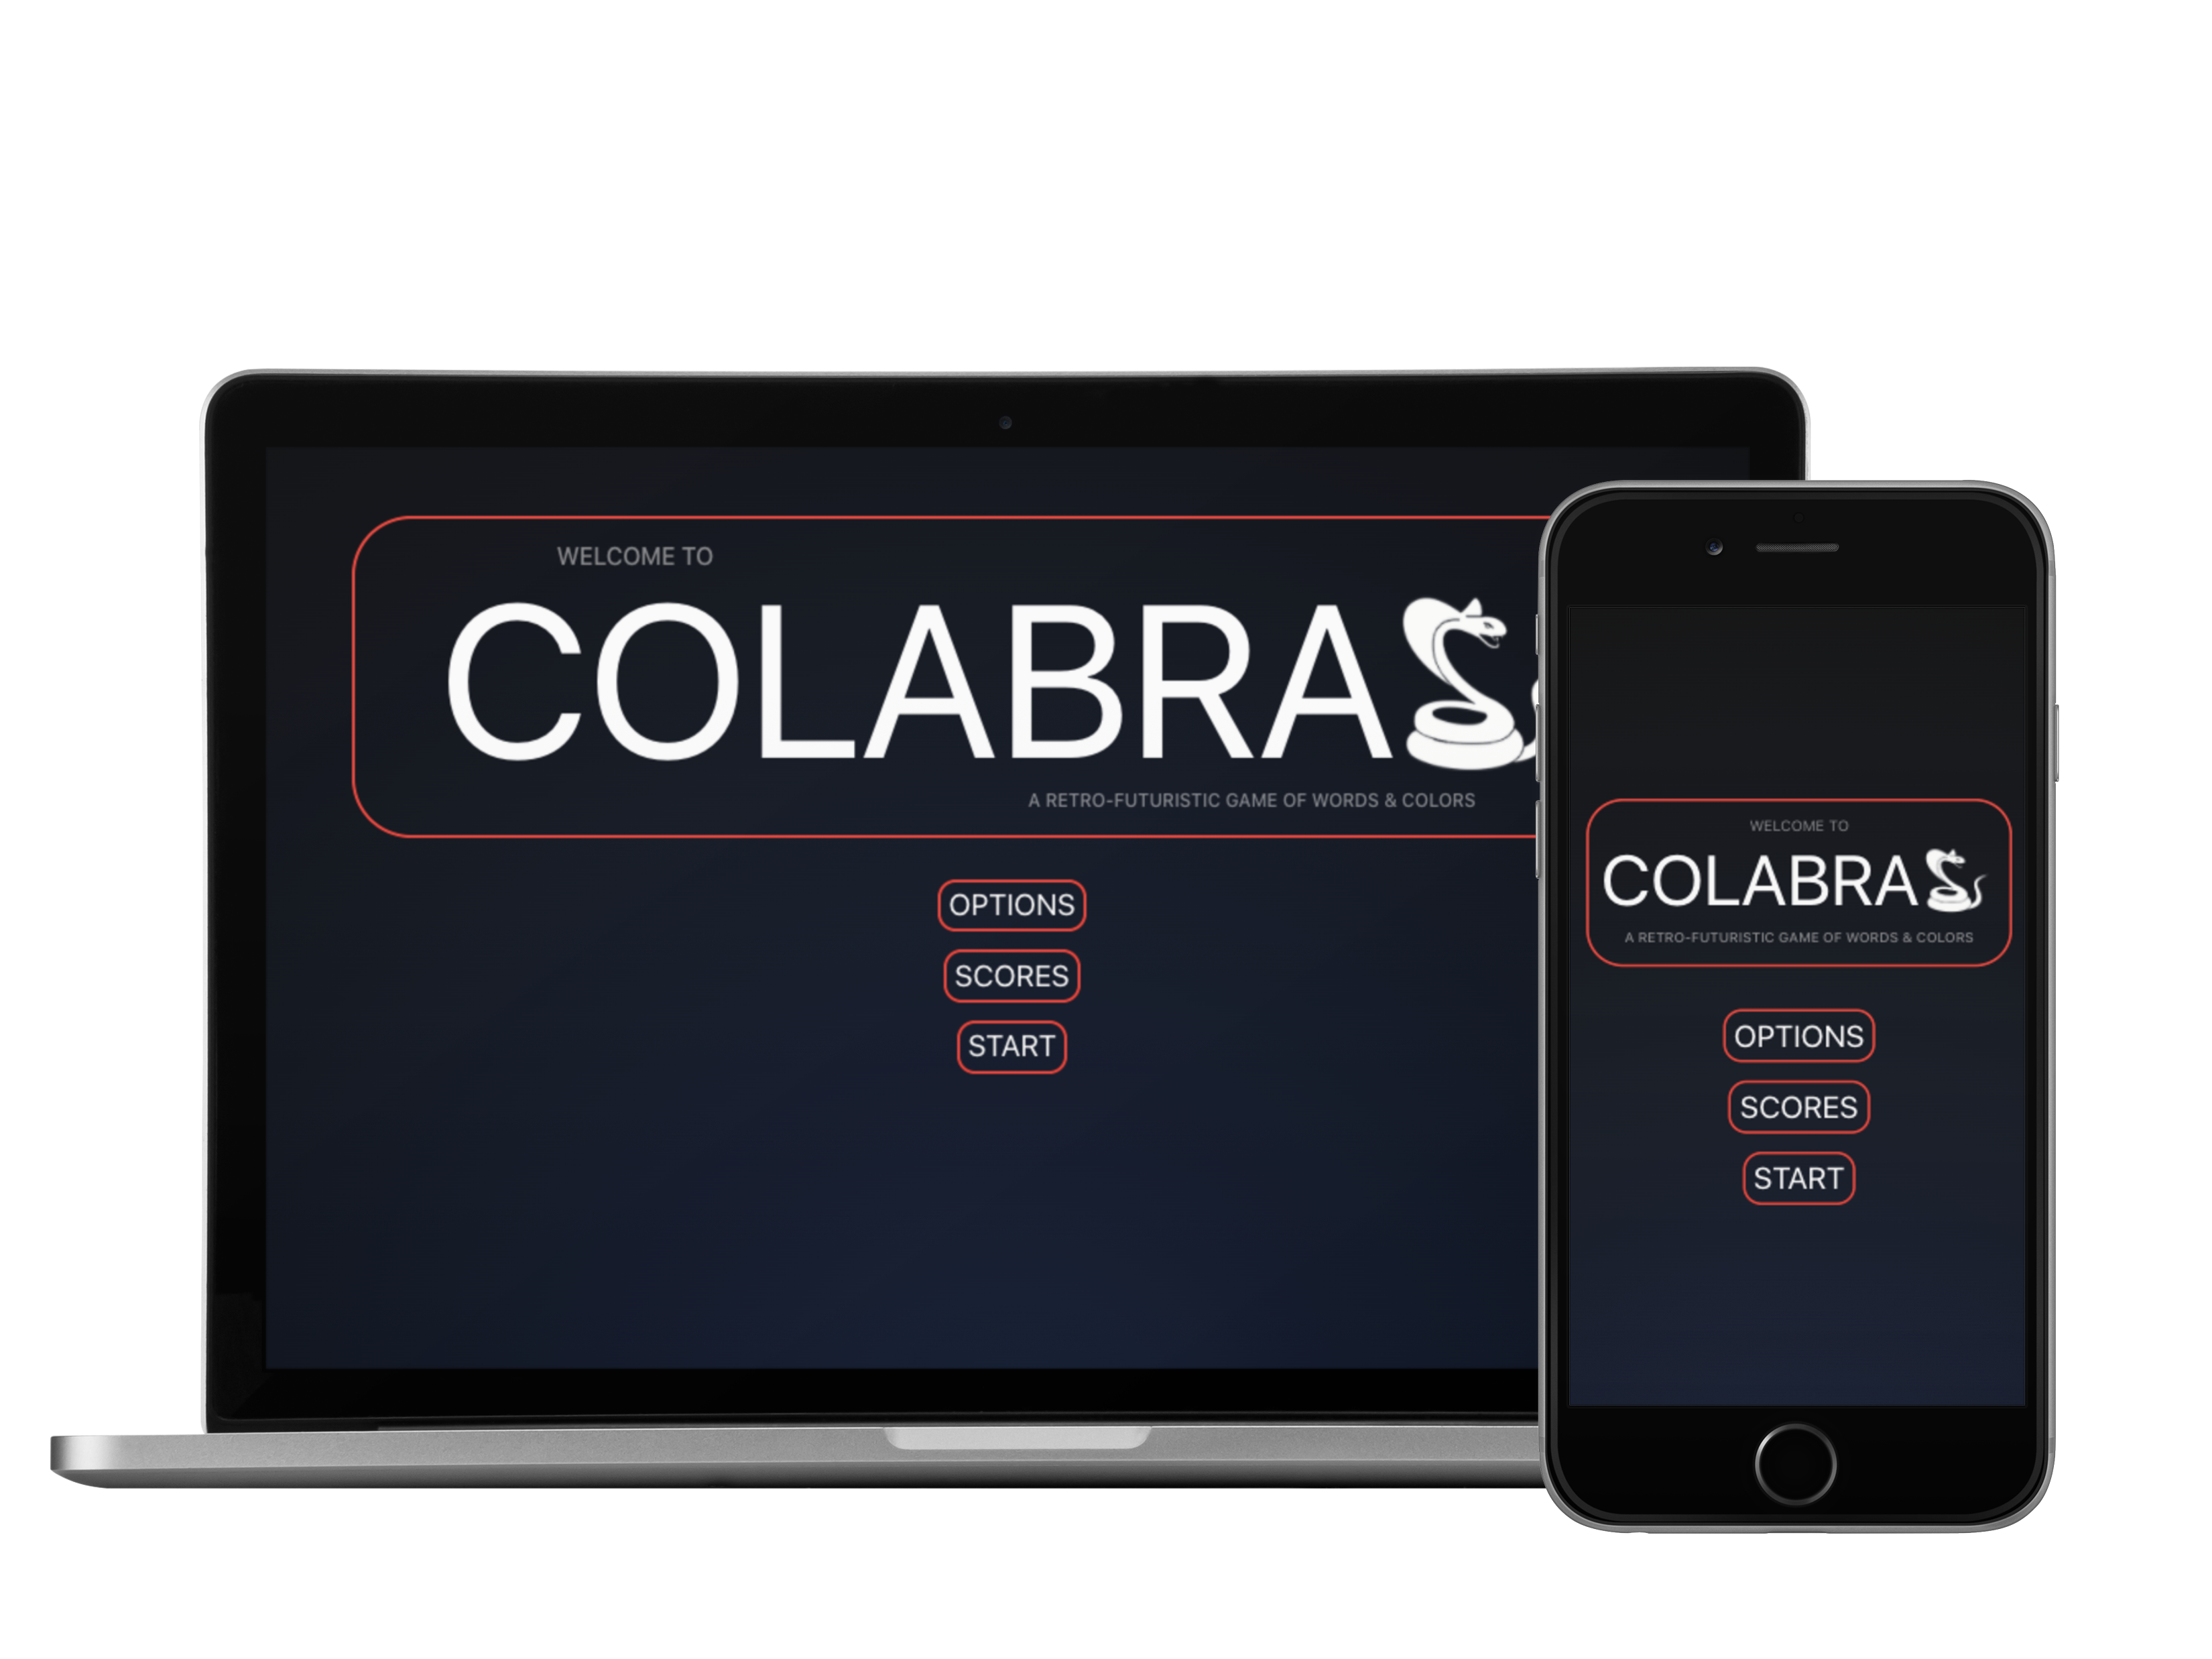 WELCOME TO
COLABRA
A RETRO-FUTURISTIC GAME OF WORDS & COLORS
OPTIONS
SCORES
START
WELCOME TO
COLABRA
A RETRO-FUTURISTIC GAME OF WORDS & COLORS
OPTIONS
SCORES
START